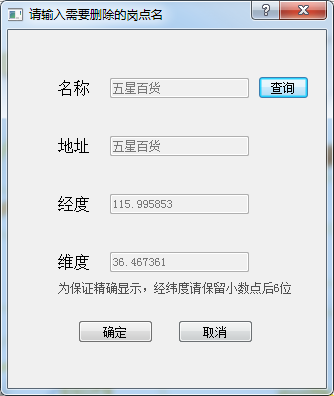 请输入需要删除的岗点名
名称 五星百货 查询
地址 五星百货
经度 115.995853
维度 36.467361
为保证精确显示，经纬度请保留小数点后6位
确定 取消